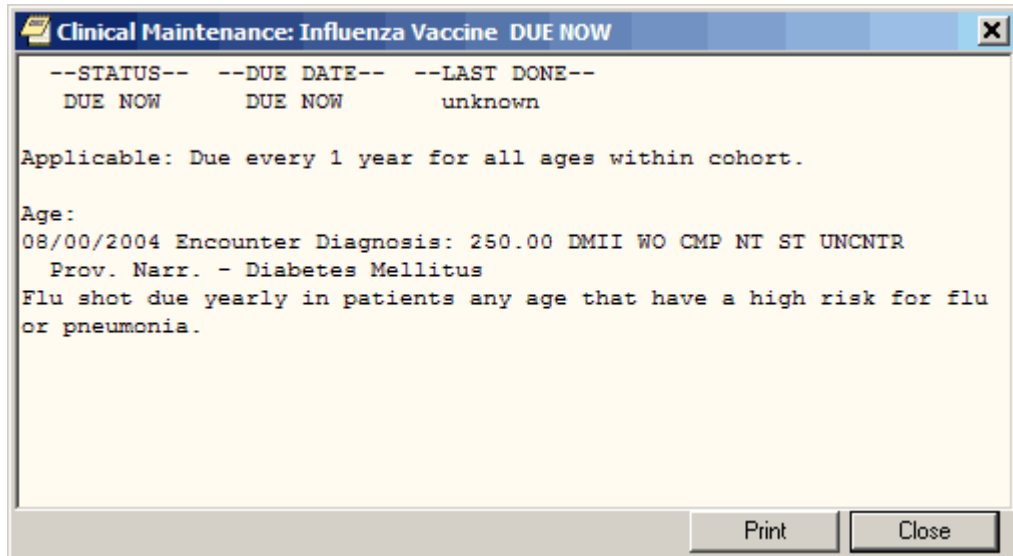 Clinical Maintenance: Influenza Vaccine DUE NOW
--STATUS-- --DUE DATE-- --LAST DONE--
DUE NOW DUE NOW unknown
Applicable: Due every 1 year for all ages within cohort.
Age:
08/00/2004 Encounter Diagnosis: 250.00 DMII WO CMP NT ST UNCNTR
Prov. Narr. - Diabetes Mellitus
Flu shot due yearly in patients any age that have a high risk for flu
or pneumonia.
Print Close